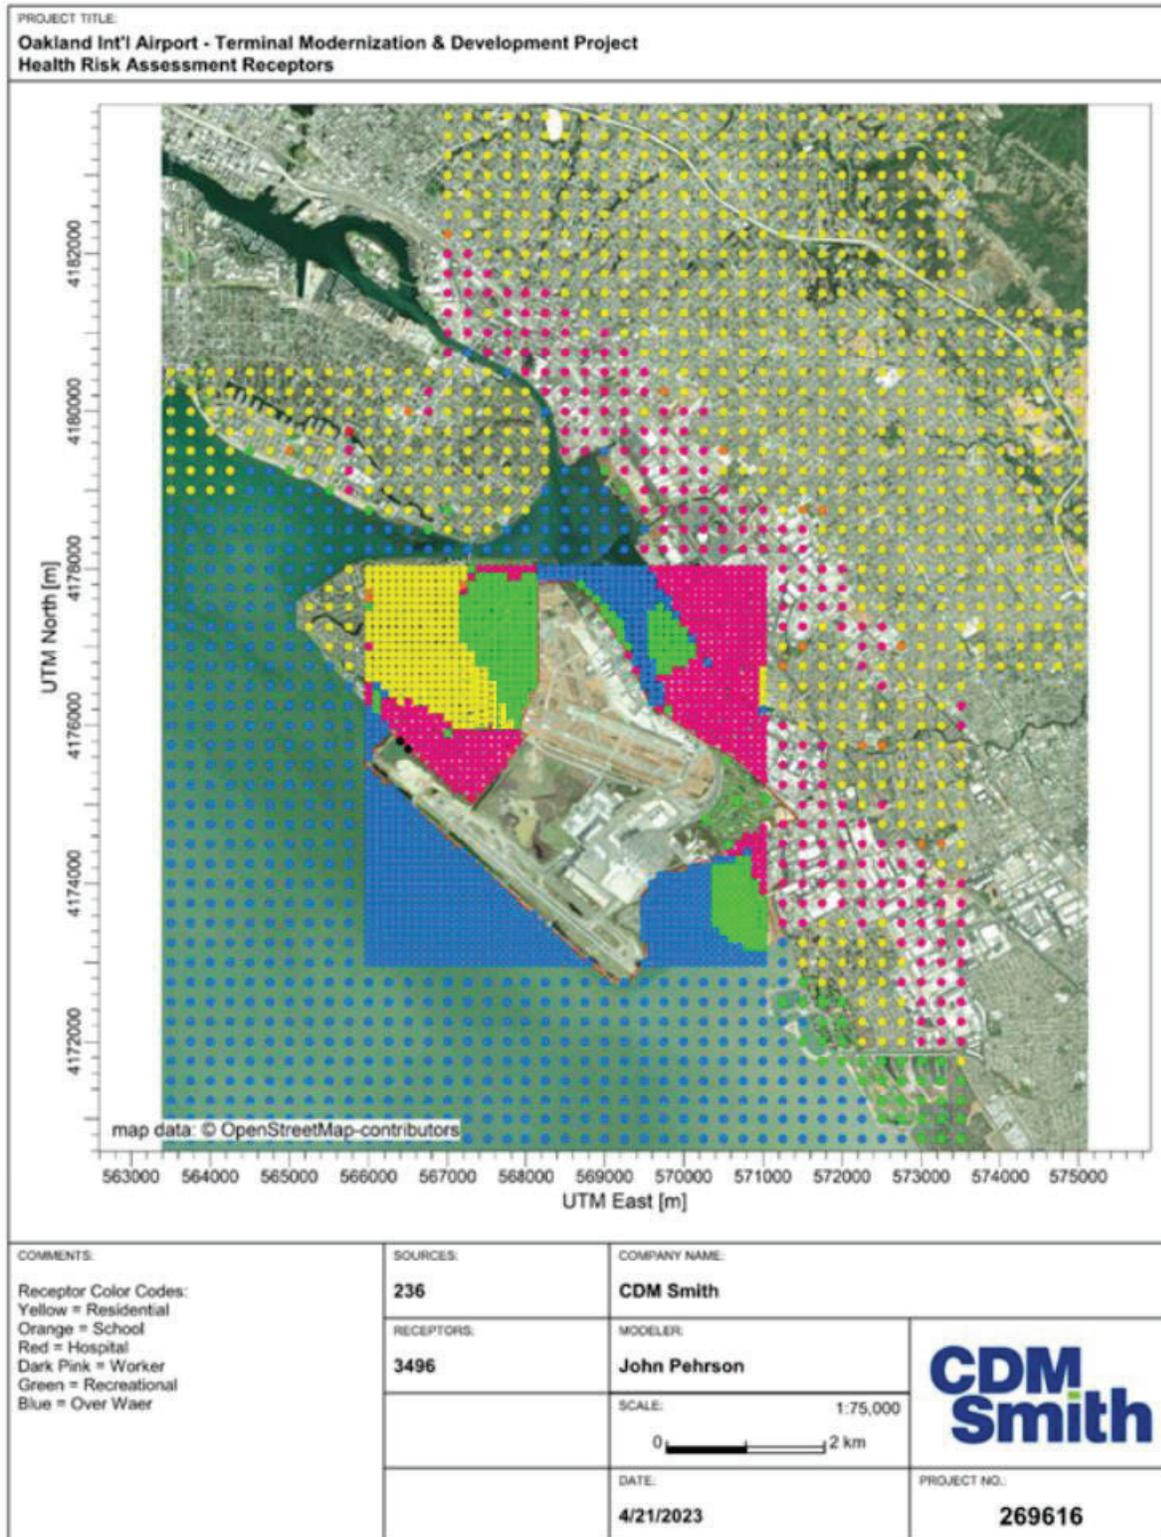 PROJECT TITLE:
Oakland Int'l Airport - Terminal Modernization & Development Project
Health Risk Assessment Receptors
UTM North [m]
4182000
4180000
4178000
4176000
4174000
4172000
map data: © OpenStreetMap-contributors
563000 564000 565000 566000 567000 568000 569000 570000 571000 572000 573000 574000 575000
UTM East [m]
COMMENTS:
Receptor Color Codes:
Yellow = Residential
Orange = School
Red = Hospital
Dark Pink = Worker
Green = Recreational
Blue = Over Waer
SOURCES:
236
COMPANY NAME:
CDM Smith
RECEPTORS:
3496
MODELER:
John Pehrson
SCALE:
1:75,000
0 2 km
DATE:
4/21/2023
CDM
Smith
PROJECT NO.:
269616